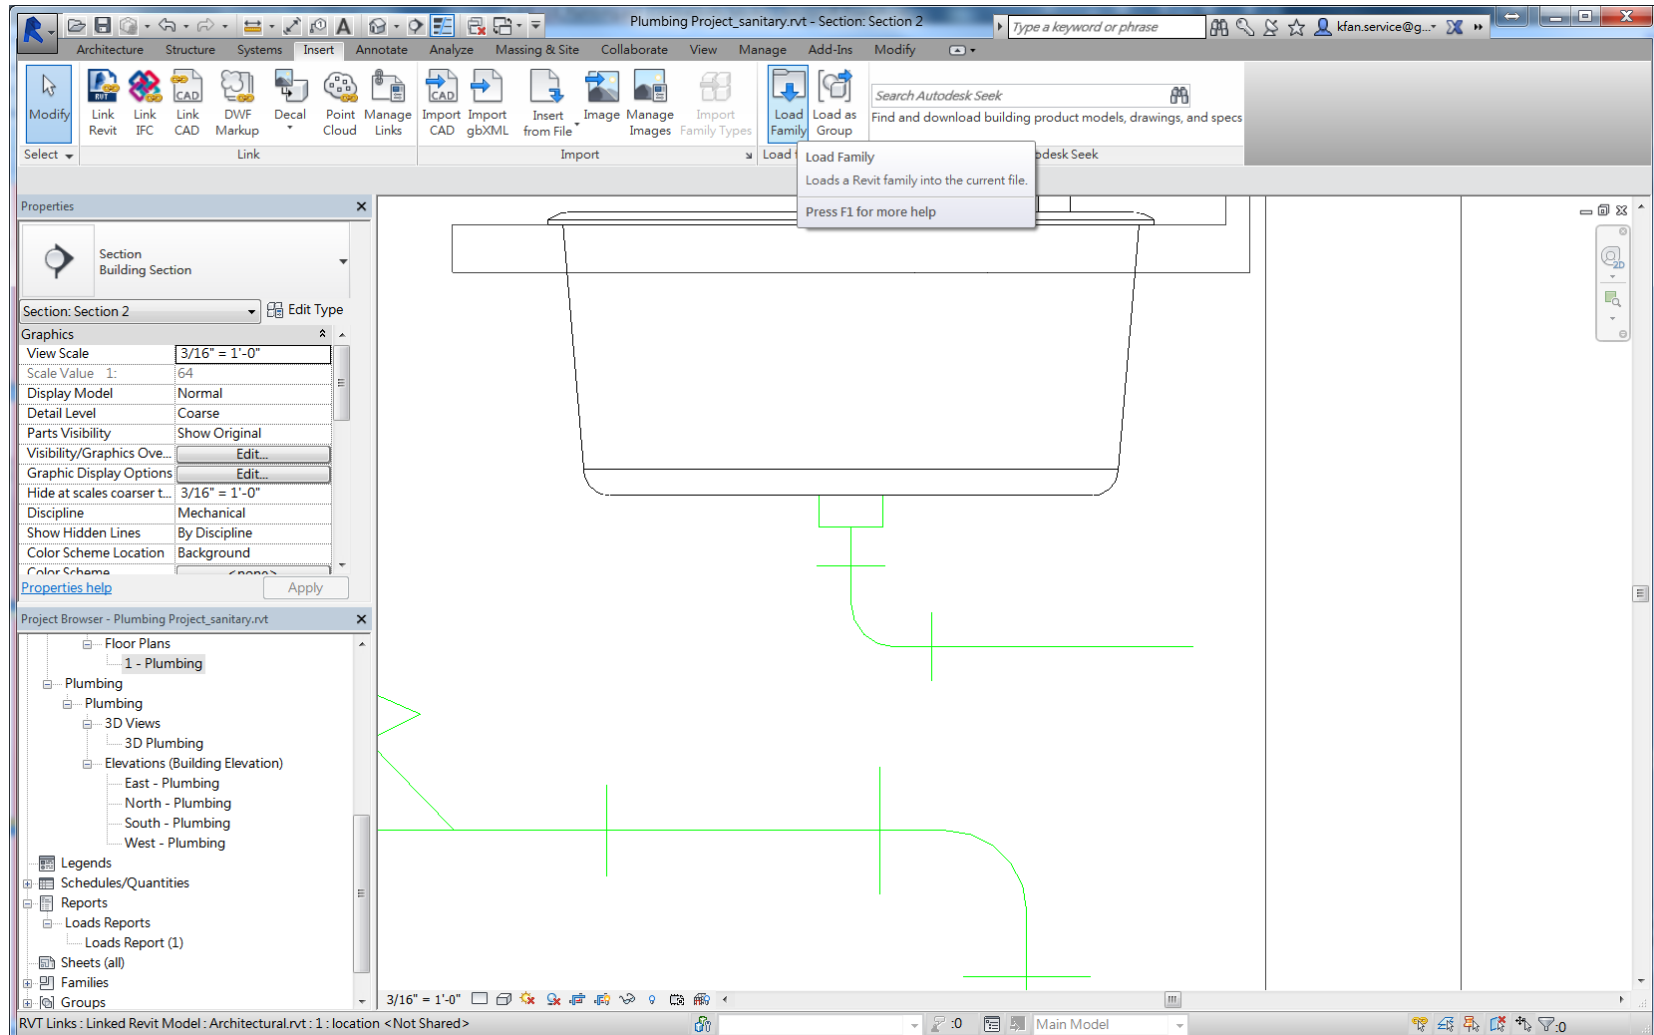 Plumbing Project_sanitary.rvt - Section: Section 2
Type a keyword or phrase
kfan.service@g...
Architecture Structure Systems Insert Annotate Analyze Massing & Site Collaborate View Manage Add-Ins Modify
Modify
Link Revit
Link IFC
Link CAD
DWF Markup
Decal
Point Cloud
Manage Links
Import CAD
Import gbXML
Insert from File
Image
Manage Images
Import Family Types
Load Family
Load as Group
Search Autodesk Seek
Find and download building product models, drawings, and specs
Select
Link
Import
Load
odesk Seek
Load Family
Loads a Revit family into the current file.
Press F1 for more help
Properties
Section
Building Section
Section: Section 2
Edit Type
Graphics
View Scale 3/16" = 1'-0"
Scale Value 1: 64
Display Model Normal
Detail Level Coarse
Parts Visibility Show Original
Visibility/Graphics Ove... Edit...
Graphic Display Options Edit...
Hide at scales coarser t... 3/16" = 1'-0"
Discipline Mechanical
Show Hidden Lines By Discipline
Color Scheme Location Background
Color Scheme <none>
Properties help
Apply
2D
Project Browser - Plumbing Project_sanitary.rvt
Floor Plans
1 - Plumbing
Plumbing
Plumbing
3D Views
3D Plumbing
Elevations (Building Elevation)
East - Plumbing
North - Plumbing
South - Plumbing
West - Plumbing
Legends
Schedules/Quantities
Reports
Loads Reports
Loads Report (1)
Sheets (all)
Families
Groups
3/16" = 1'-0"
RVT Links : Linked Revit Model : Architectural.rvt : 1 : location <Not Shared>
:0
Main Model
:0